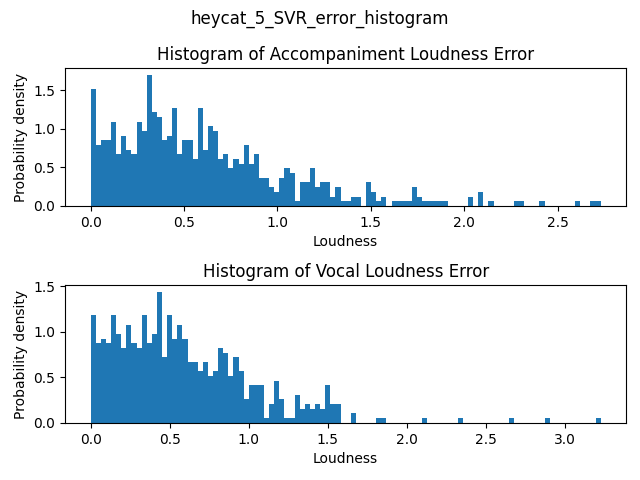 heycat_5_SVR_error_histogram
Histogram of Accompaniment Loudness Error
Probability density
1.5
1.0
0.5
0.0
0.0 0.5 1.0 1.5 2.0 2.5
Loudness
Histogram of Vocal Loudness Error
Probability density
1.5
1.0
0.5
0.0
0.0 0.5 1.0 1.5 2.0 2.5 3.0
Loudness